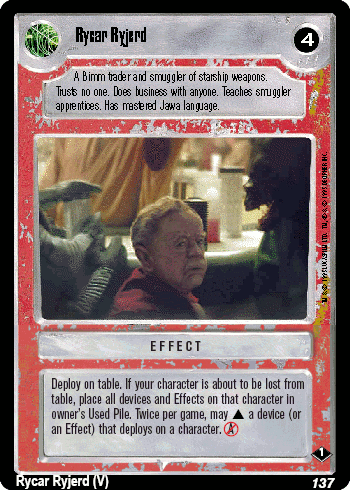 Rycar Ryjerd
4
A Bimm trader and smuggler of starship weapons.
Trusts no one. Does business with anyone. Teaches smuggler
apprentices. Has mastered Jawa language.
EFFECT
Deploy on table. If your character is about to be lost from
table, place all devices and Effects on that character in
owner's Used Pile. Twice per game, may ▲ a device (or
an Effect) that deploys on a character. A
1
Rycar Ryjerd (V)
137